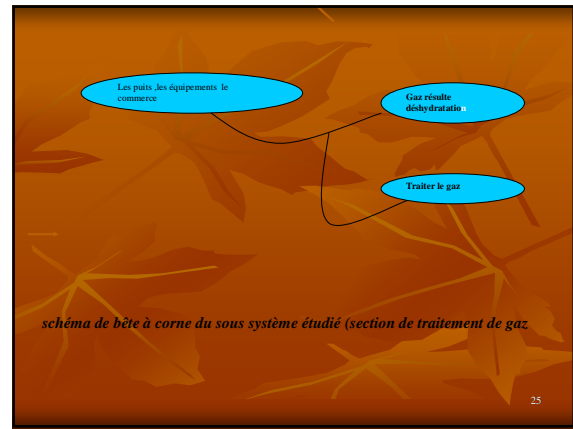 Les puits ,les équipements le
commerce
Gaz résulte
déshydratation
Traiter le gaz
schéma de bête à corne du sous système étudié (section de traitement de gaz
25